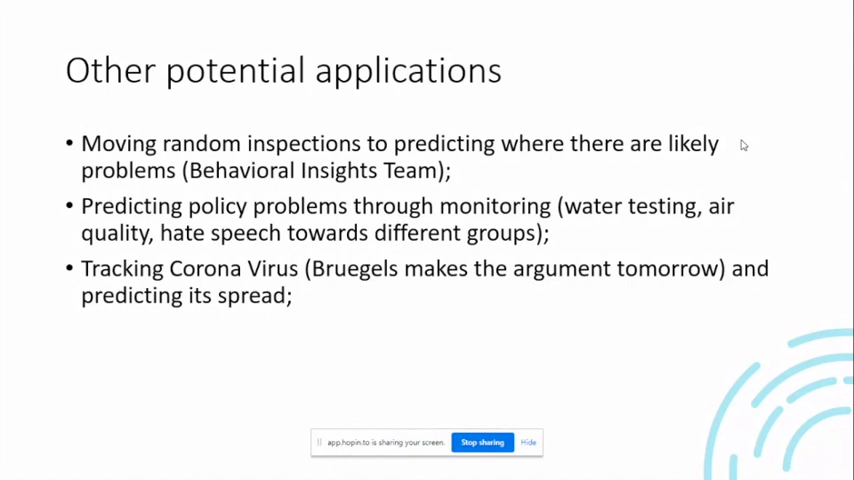 Other potential applications
• Moving random inspections to predicting where there are likely
problems (Behavioral Insights Team);
• Predicting policy problems through monitoring (water testing, air
quality, hate speech towards different groups);
• Tracking Corona Virus (Bruegels makes the argument tomorrow) and
predicting its spread;
app.hopin.to is sharing your screen. Stop sharing Hide